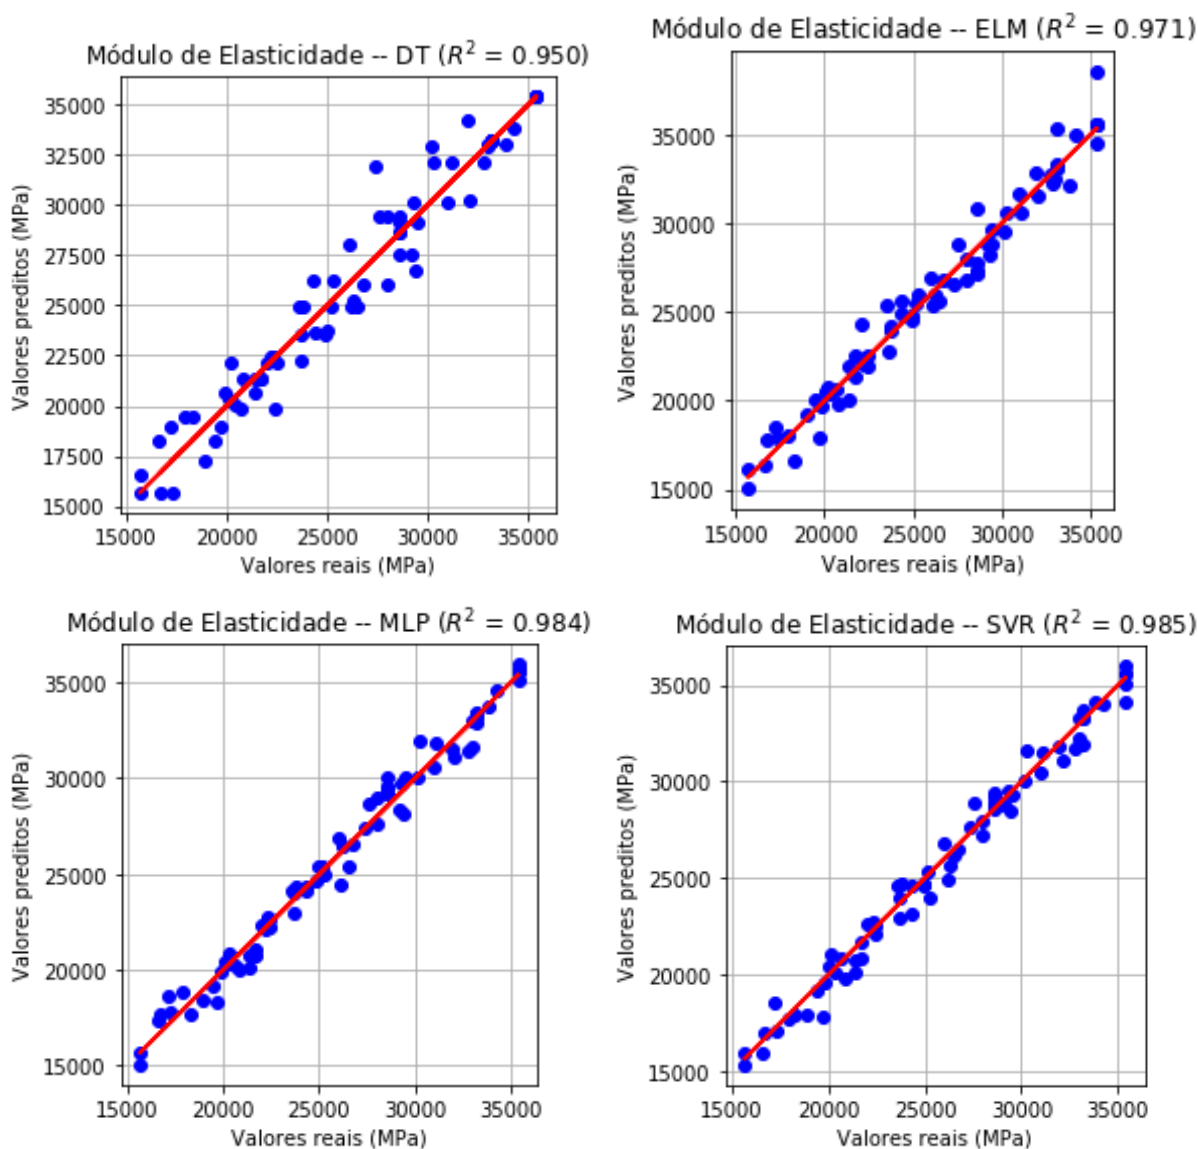 Módulo de Elasticidade -- DT (R² = 0.950)
35000
32500
30000
27500
25000
22500
20000
17500
15000
Valores preditos (MPa)
15000 20000 25000 30000 35000
Valores reais (MPa)
Módulo de Elasticidade -- ELM (R² = 0.971)
35000
30000
25000
20000
15000
Valores preditos (MPa)
15000 20000 25000 30000 35000
Valores reais (MPa)
Módulo de Elasticidade -- MLP (R² = 0.984)
35000
30000
25000
20000
15000
Valores preditos (MPa)
15000 20000 25000 30000 35000
Valores reais (MPa)
Módulo de Elasticidade -- SVR (R² = 0.985)
35000
30000
25000
20000
15000
Valores preditos (MPa)
15000 20000 25000 30000 35000
Valores reais (MPa)